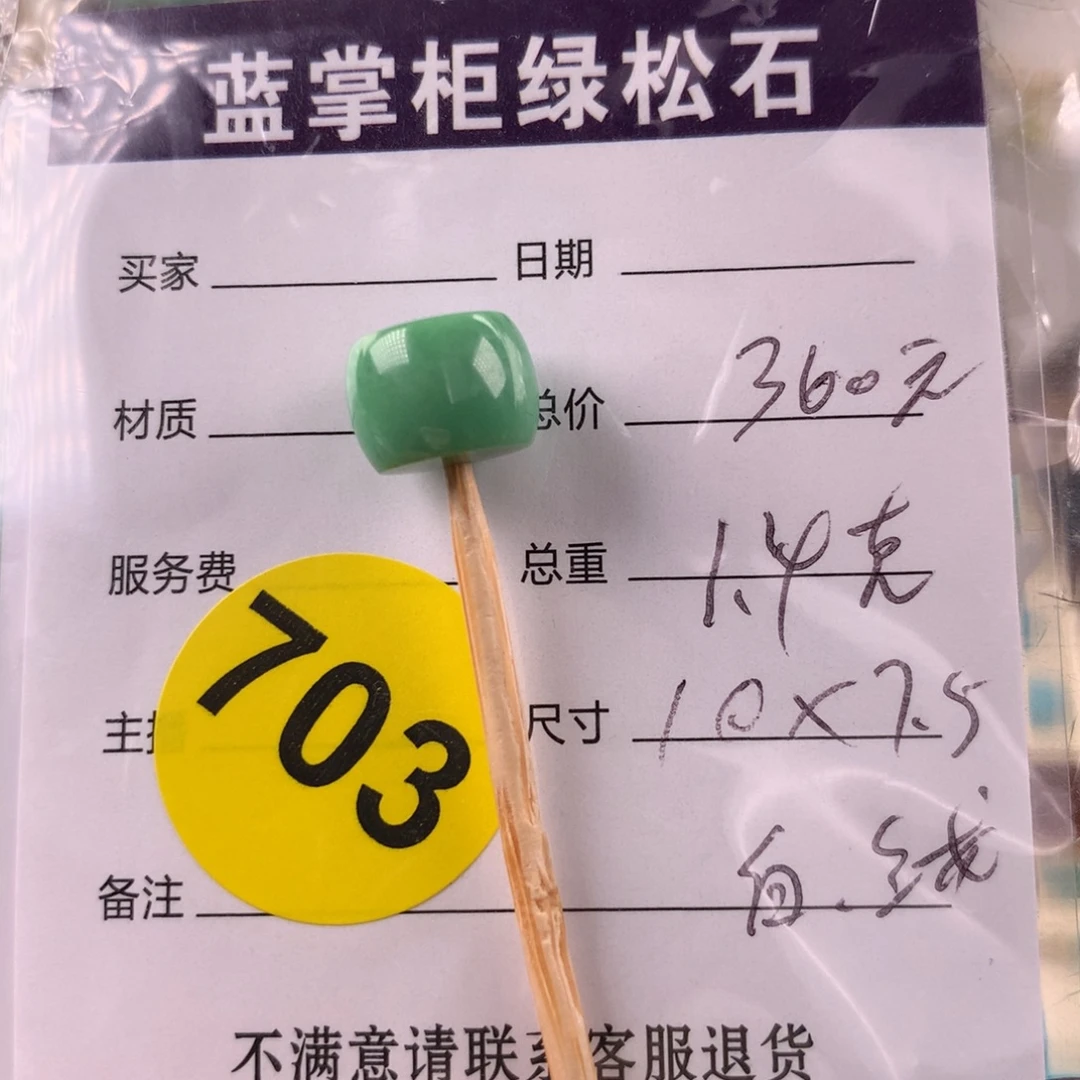 蓝掌柜绿松石
买家 日期
材质 总价 360元
服务费 总重 1.4克
703
主播 尺寸 10×7.5
备注 白.线
不满意请联系客服退货